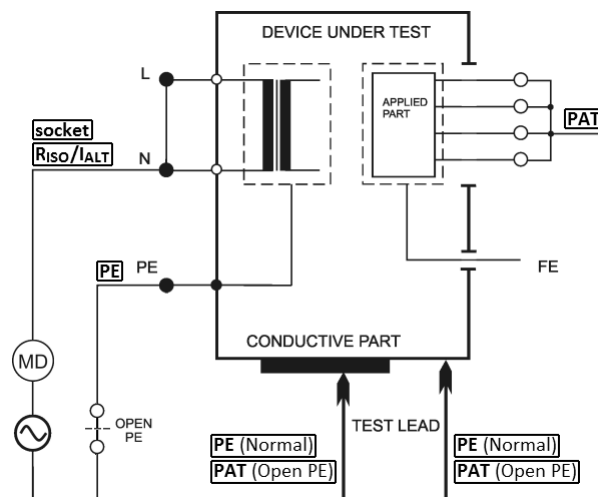 DEVICE UNDER TEST
L
APPLIED
PART
socket
PAT
RISO/IALT
N
PE
PE
FE
CONDUCTIVE PART
MD
OPEN
PE
TEST LEAD
PE (Normal)
PAT (Open PE)
PE (Normal)
PAT (Open PE)